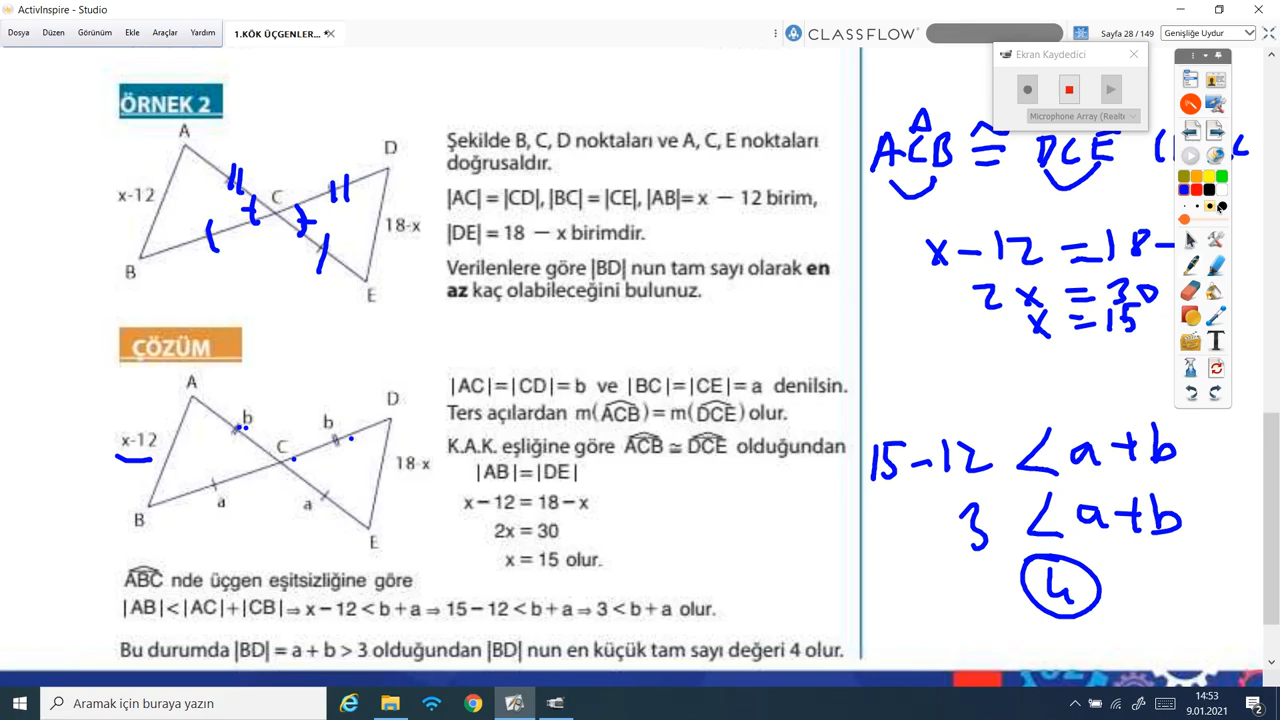 ActivInspire - Studio
Dosya Düzen Görünüm Ekle Araçlar Yardım
1.KÖK ÜÇGENLER...
CLASSFLOW
Sayfa 28 / 149
Genişliğe Uydur
Ekran Kaydedici
Microphone Array (Realt
ÖRNEK 2
A
D
x-12
C
18-x
B
E
Şekilde B, C, D noktaları ve A, C, E noktaları
doğrusaldır.
|AC| = |CD|, |BC| = |CE|, |AB|= x − 12 birim,
|DE| = 18 − x birimdir.
Verilenlere göre |BD| nun tam sayı olarak en
az kaç olabileceğini bulunuz.
ÇÖZÜM
A
b
b
D
x-12
C
18-x
a
a
B
E
|AC|=|CD|=b ve |BC|=|CE|=a denilsin.
Ters açılardan m(ACB)=m(DCE) olur.
K.A.K. eşliğine göre ACB ≅ DCE olduğundan
|AB|=|DE|
x−12 = 18−x
2x = 30
x = 15 olur.
ABC nde üçgen eşitsizliğine göre
|AB|<|AC|+|CB| ⇒ x−12 < b+a ⇒ 15−12 < b+a ⇒ 3 < b+a olur.
Bu durumda |BD| = a + b > 3 olduğundan |BD| nun en küçük tam sayı değeri 4 olur.
ACB ≅ DCE
x-12 = 18-
2x = 30
x = 15
15-12 < a+b
3 < a+b
4
Aramak için buraya yazın
14:53
9.01.2021
2